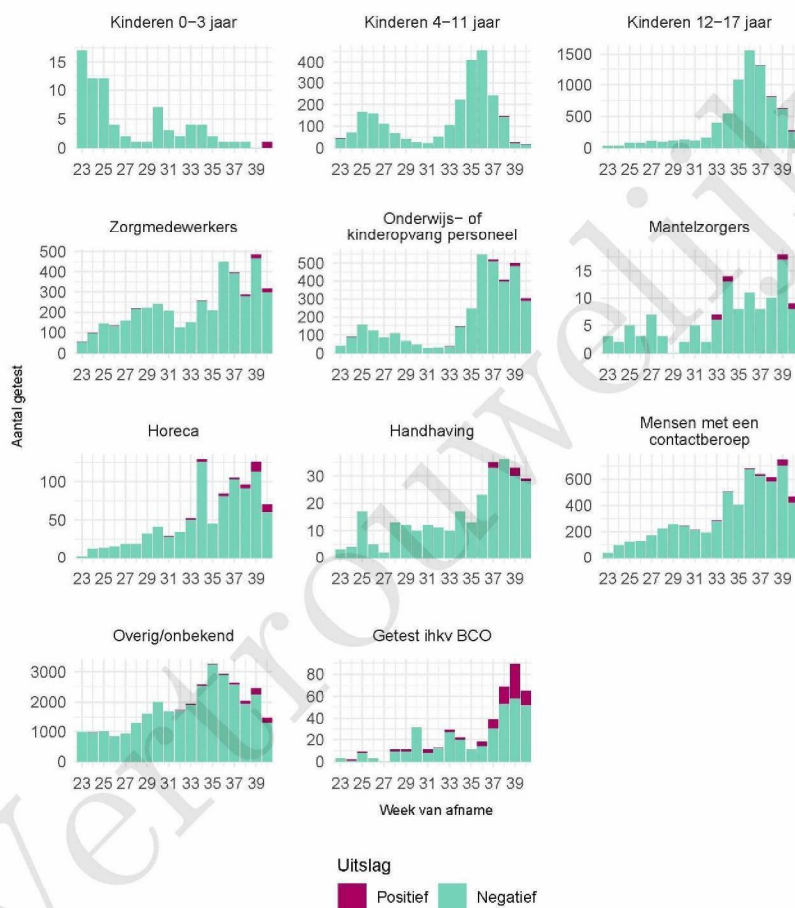 Kinderen 0–3 jaar
15
10
5
0
23 25 27 29 31 33 35 37 39
Kinderen 4–11 jaar
400
300
200
100
0
23 25 27 29 31 33 35 37 39
Kinderen 12–17 jaar
1500
1000
500
0
23 25 27 29 31 33 35 37 39
Zorgmedewerkers
500
400
300
200
100
0
23 25 27 29 31 33 35 37 39
Onderwijs– of
kinderopvang personeel
500
400
300
200
100
0
23 25 27 29 31 33 35 37 39
Mantelzorgers
15
10
5
0
23 25 27 29 31 33 35 37 39
Aantal getest
Horeca
100
50
0
23 25 27 29 31 33 35 37 39
Handhaving
30
20
10
0
23 25 27 29 31 33 35 37 39
Mensen met een
contactberoep
600
400
200
0
23 25 27 29 31 33 35 37 39
Overig/onbekend
3000
2000
1000
0
23 25 27 29 31 33 35 37 39
Getest ihkv BCO
80
60
40
20
0
23 25 27 29 31 33 35 37 39
Week van afname
Uitslag
Positief
Negatief
Vertrouwelijk